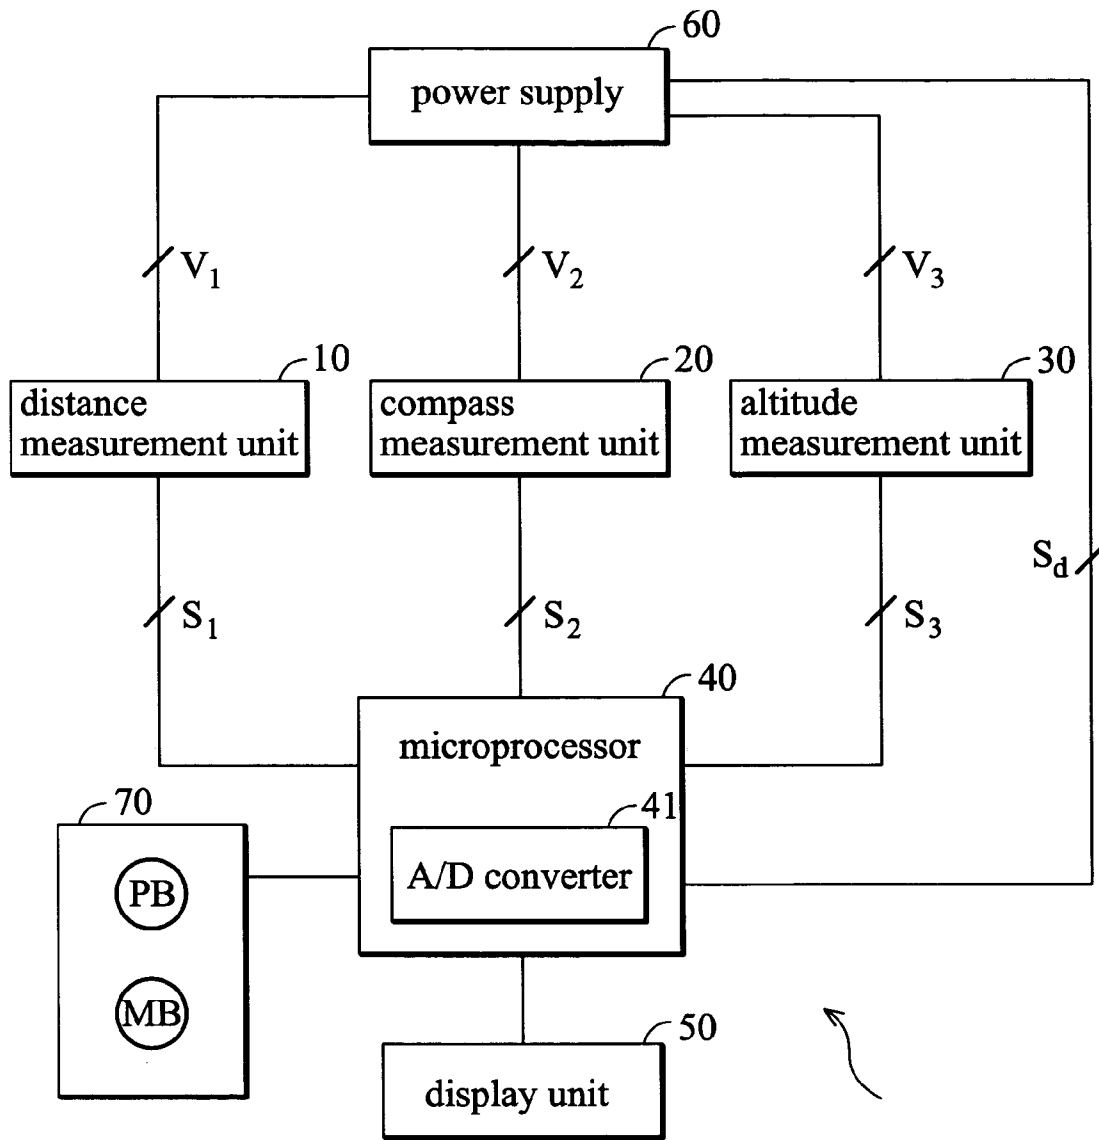 60
power supply
V1
V2
V3
10
distance
measurement unit
20
compass
measurement unit
30
altitude
measurement unit
Sd
S1
S2
S3
40
microprocessor
70
41
A/D converter
PB
MB
50
display unit